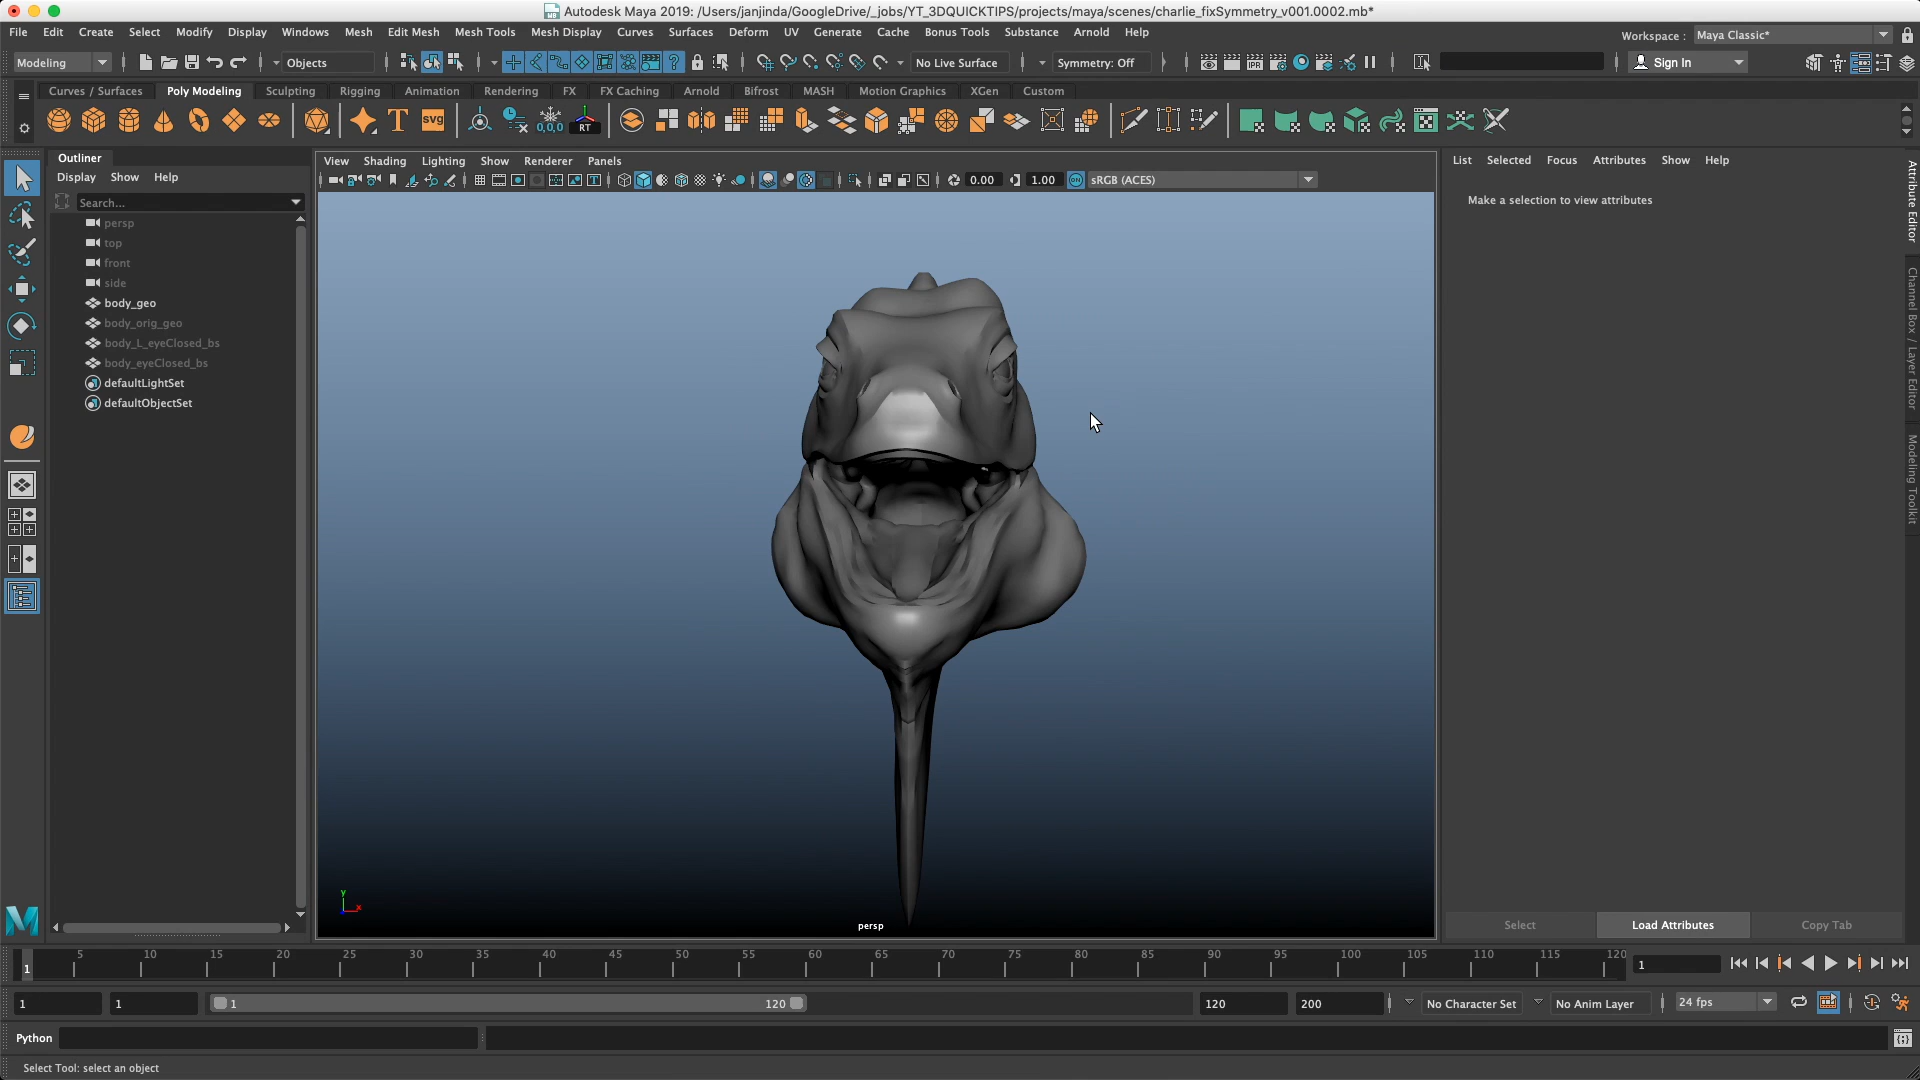 Autodesk Maya 2019: /Users/janjinda/GoogleDrive/_jobs/YT_3DQUICKTIPS/projects/maya/scenes/charlie_fixSymmetry_v001.0002.mb*
File Edit Create Select Modify Display Windows Mesh Edit Mesh Mesh Tools Mesh Display Curves Surfaces Deform UV Generate Cache Bonus Tools Substance Arnold Help
Workspace : Maya Classic*
Modeling Objects No Live Surface Symmetry: Off IPR Sign In
Curves / Surfaces Poly Modeling Sculpting Rigging Animation Rendering FX FX Caching Arnold Bifrost MASH Motion Graphics XGen Custom
T SVG 0,0,0 RT
Outliner
Display Show Help
Search...
persp
top
front
side
body_geo
body_orig_geo
body_L_eyeClosed_bs
body_eyeClosed_bs
defaultLightSet
defaultObjectSet
View Shading Lighting Show Renderer Panels
0.00 1.00 ON sRGB (ACES)
y
x
persp
List Selected Focus Attributes Show Help
Make a selection to view attributes
Select Load Attributes Copy Tab
Attribute Editor
Channel Box / Layer Editor
Modeling Toolkit
M
1 5 10 15 20 25 30 35 40 45 50 55 60 65 70 75 80 85 90 95 100 105 110 115 120 1
1 1 1 120 120 200 No Character Set No Anim Layer 24 fps
Python
Select Tool: select an object